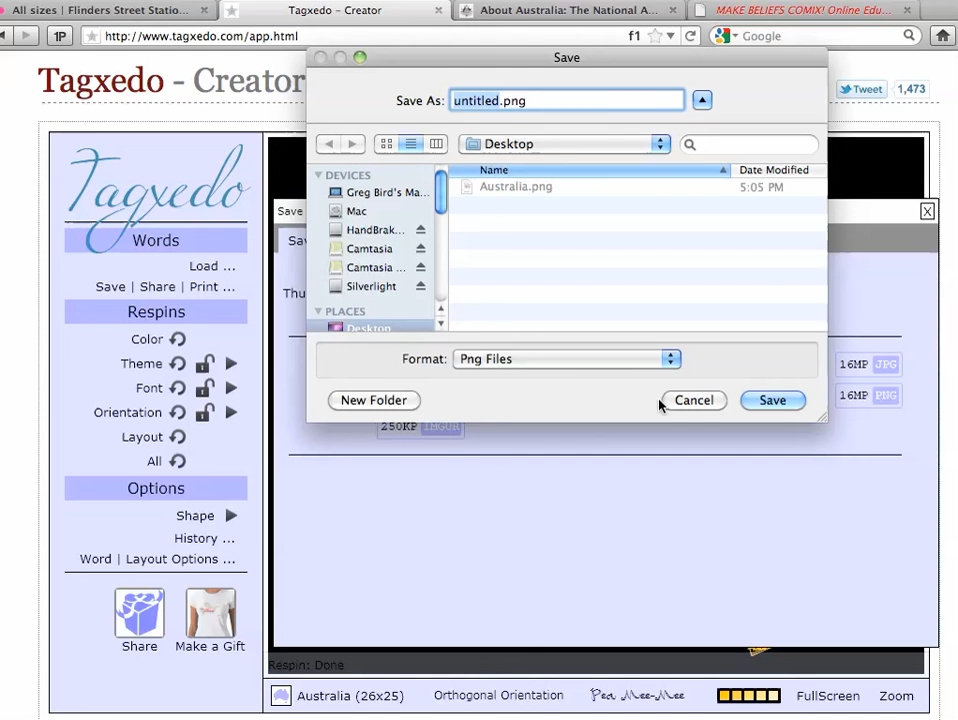 All sizes | Flinders Street Statio...
Tagxedo - Creator
About Australia: The National A...
MAKE BELIEFS COMIX! Online Edu...
1P
http://www.tagxedo.com/app.html
f1
Google
Tagxedo - Creator
Tweet
1,473
Save
Save As: untitled.png
Desktop
DEVICES
Greg Bird's Ma...
Mac
HandBrak...
Camtasia
Camtasia ...
Silverlight
PLACES
Desktop
Name
Date Modified
Australia.png
5:05 PM
Format: Png Files
New Folder
Cancel
Save
Tagxedo
Words
Load ...
Save | Share | Print ...
Respins
Color
Theme
Font
Orientation
Layout
All
Options
Shape
History ...
Word | Layout Options ...
Share
Make a Gift
Save
Sav
Thu
X
16MP JPG
16MP PNG
250KP IMGUR
Respin: Done
Australia (26x25)
Orthogonal Orientation
Pea Mee-Mee
FullScreen
Zoom